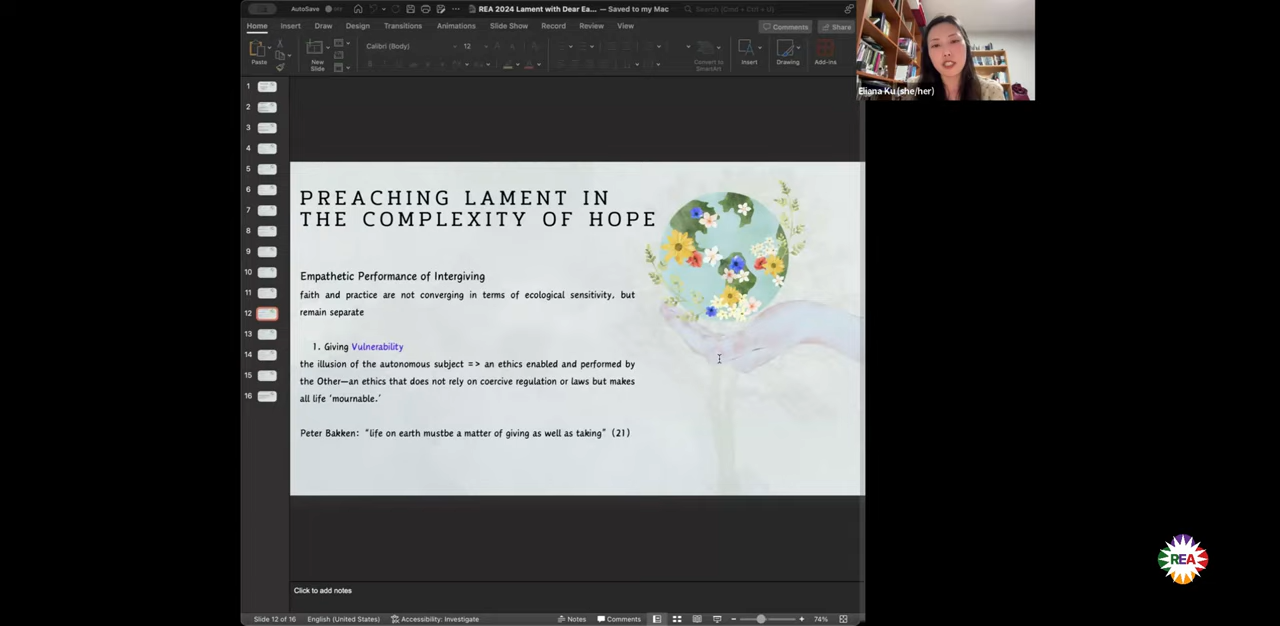 AutoSave
REA 2024 Lament with Dear Ea... — Saved to my Mac
Search (Cmd + Ctrl + U)
Home Insert Draw Design Transitions Animations Slide Show Record Review View
Comments Share
Paste
New
Slide
Calibri (Body) 12
Convert to
SmartArt
Insert
Drawing
Add-ins
Eliana Ku (she/her)
1
2
3
4
5
6
7
8
9
10
11
12
13
14
15
16
PREACHING LAMENT IN
THE COMPLEXITY OF HOPE
Empathetic Performance of Intergiving
faith and practice are not converging in terms of ecological sensitivity, but
remain separate
1. Giving Vulnerability
the illusion of the autonomous subject => an ethics enabled and performed by
the Other—an ethics that does not rely on coercive regulation or laws but makes
all life ‘mournable.’
Peter Bakken: “life on earth mustbe a matter of giving as well as taking” (21)
REA
Click to add notes
Slide 12 of 16 English (United States) Accessibility: Investigate Notes Comments 74%